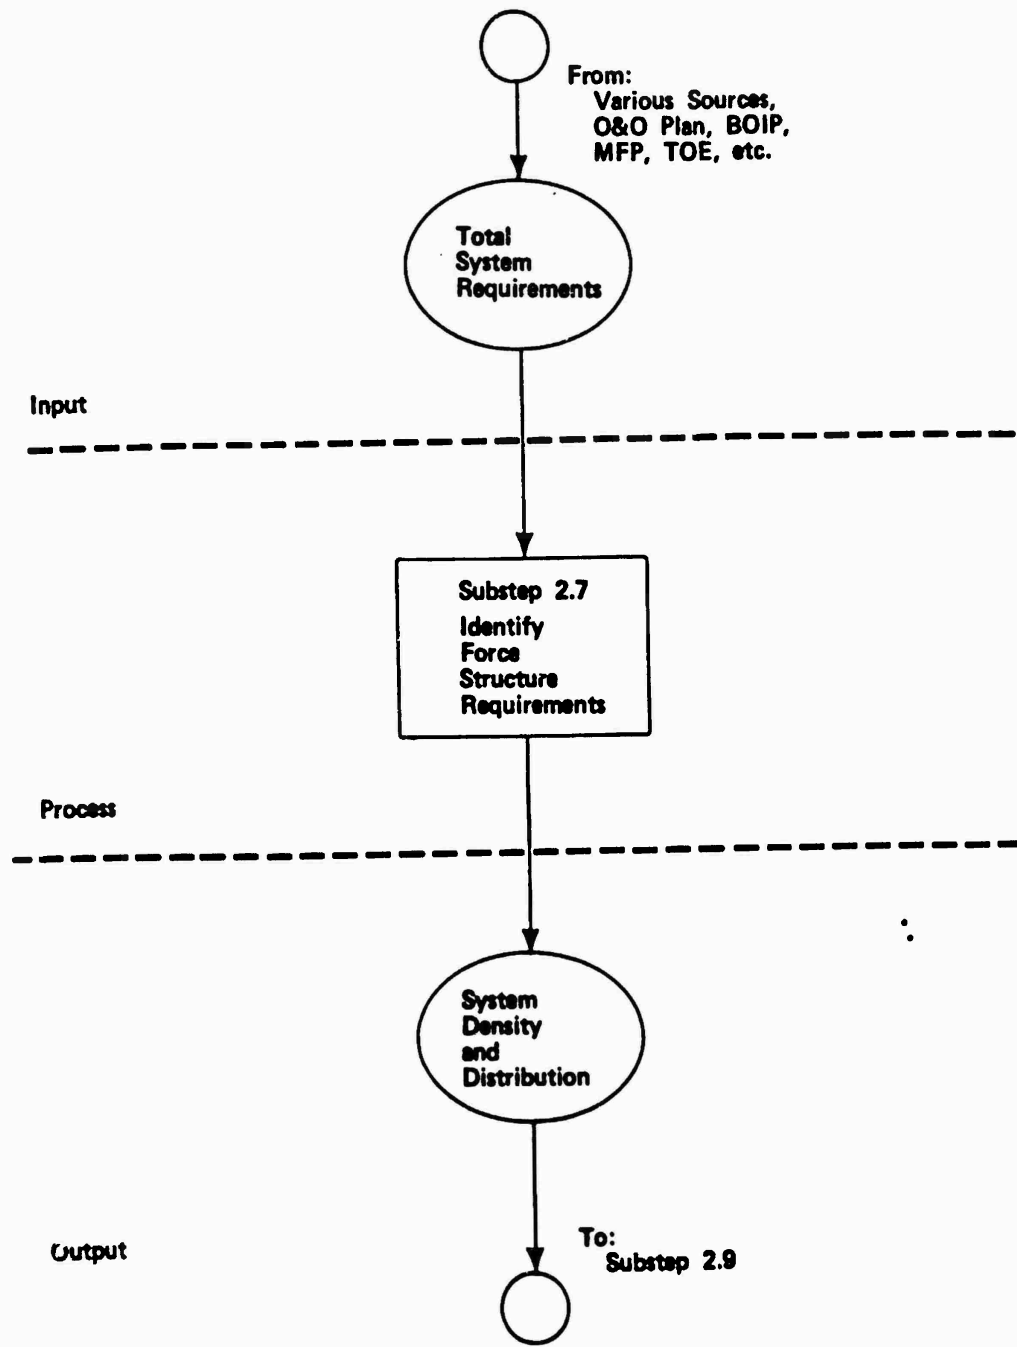 From:
Various Sources,
O&O Plan, BOIP,
MFP, TOE, etc.
Total
System
Requirements
Input
Substep 2.7
Identify
Force
Structure
Requirements
Process
System
Density
and
Distribution
Output
To:
Substep 2.9